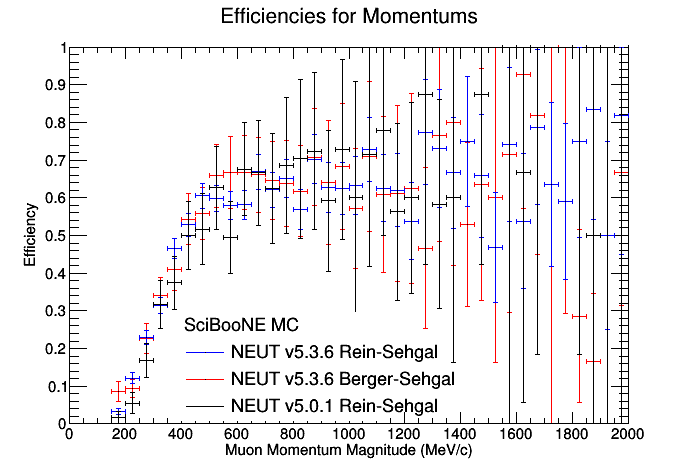 Efficiencies for Momentums
Efficiency
1
0.9
0.8
0.7
0.6
0.5
0.4
0.3
0.2
0.1
0
SciBooNE MC
NEUT v5.3.6 Rein-Sehgal
NEUT v5.3.6 Berger-Sehgal
NEUT v5.0.1 Rein-Sehgal
0 200 400 600 800 1000 1200 1400 1600 1800 2000
Muon Momentum Magnitude (MeV/c)